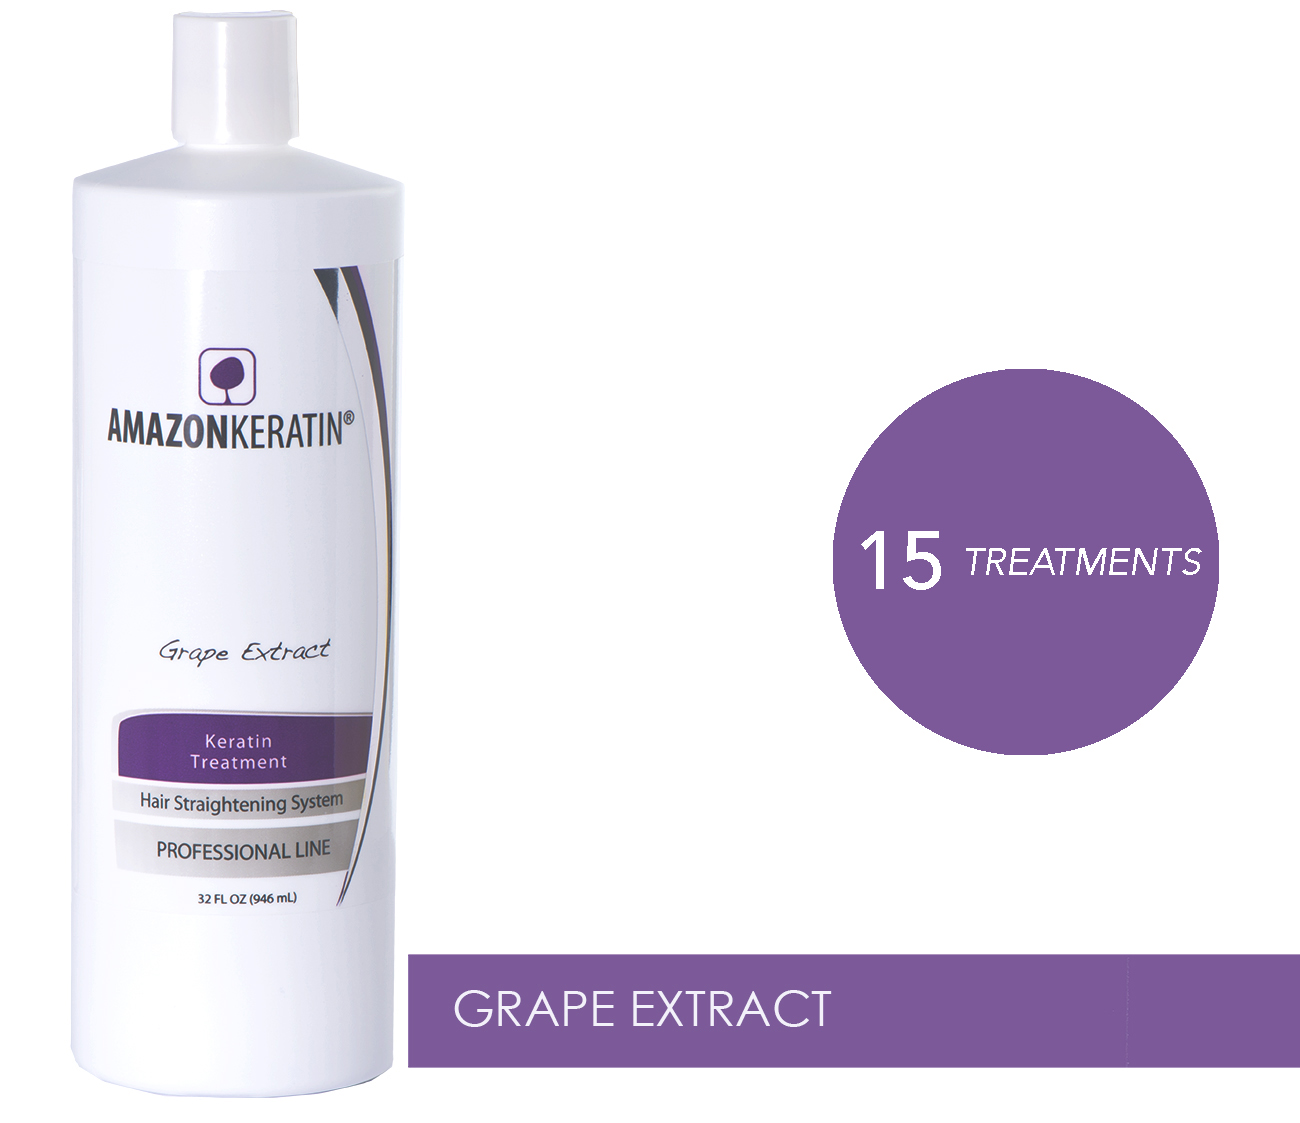 AMAZONKERATIN®
Grape Extract
Keratin
Treatment
Hair Straightening System
PROFESSIONAL LINE
32 FL OZ (946 mL)
15 TREATMENTS
GRAPE EXTRACT